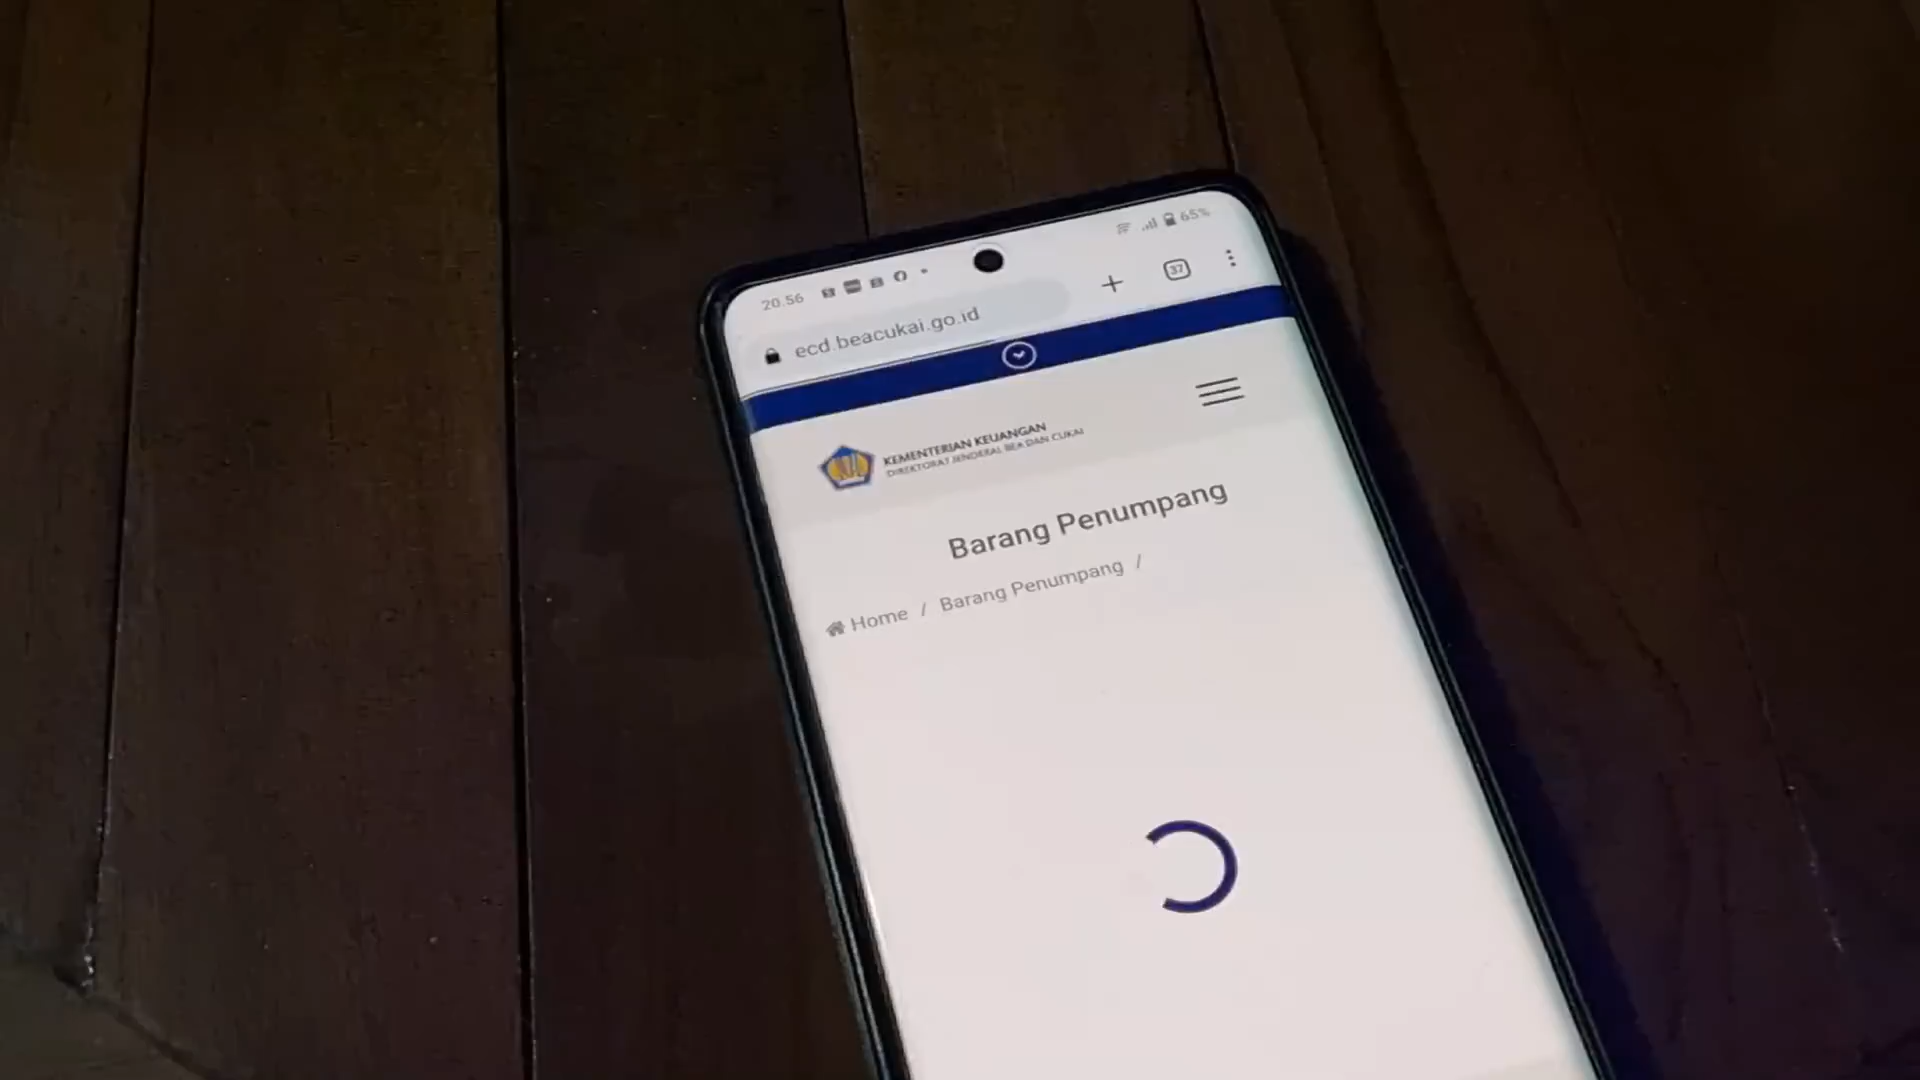 20.56
65%
ecd.beacukai.go.id
37
KEMENTERIAN KEUANGAN
DIREKTORAT JENDERAL BEA DAN CUKAI
Barang Penumpang
Home / Barang Penumpang /